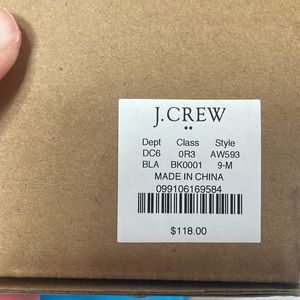 J.CREW
Dept Class Style
DC6 0R3 AW593
BLA BK0001 9-M
MADE IN CHINA
099106169584
$118.00